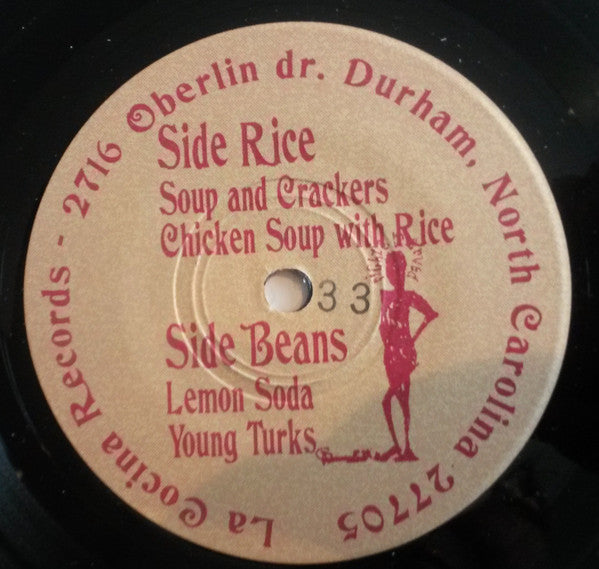 La Cocina Records - 2716 Oberlin dr. Durham, North Carolina 27705
Side Rice
Soup and Crackers
Chicken Soup with Rice
33
Side Beans
Lemon Soda
Young Turks